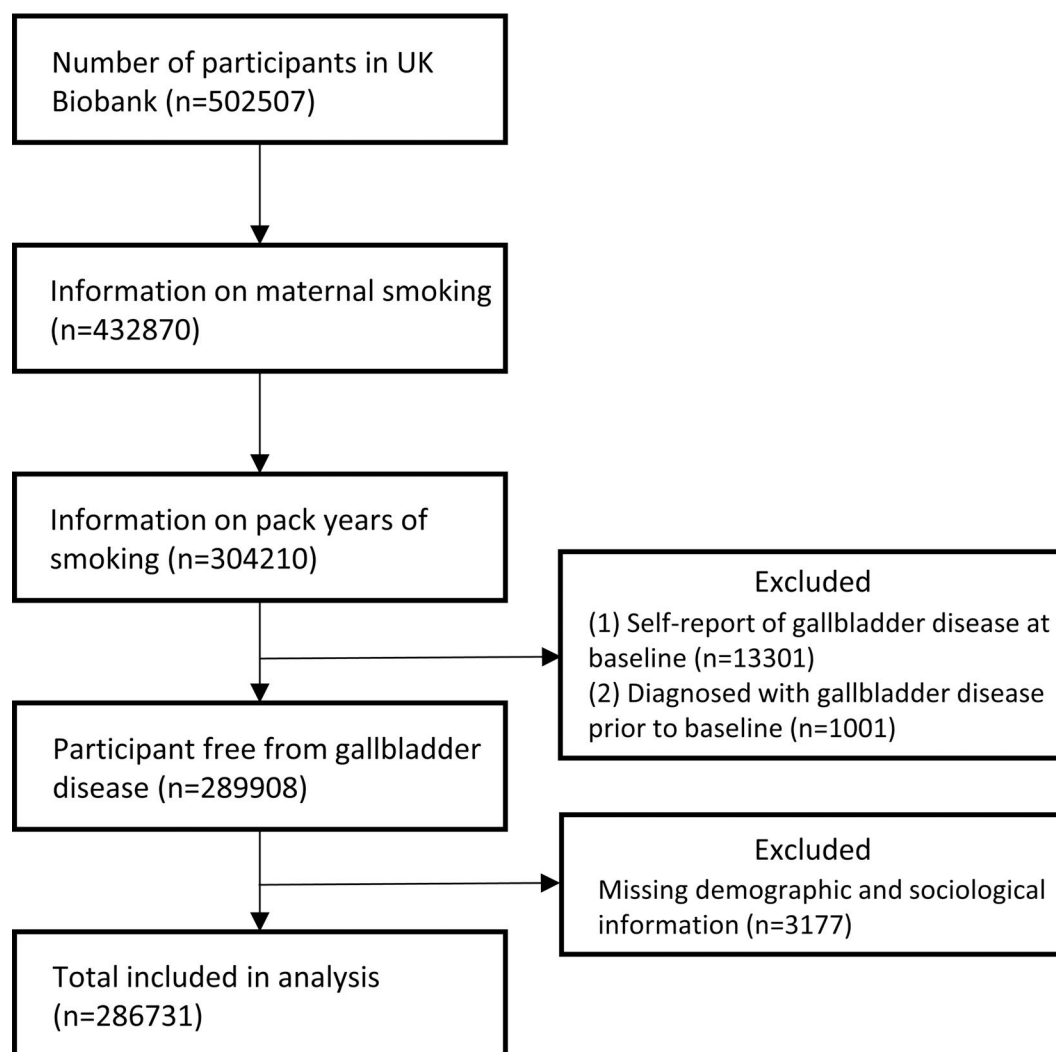 Number of participants in UK
Biobank (n=502507)
Information on maternal smoking
(n=432870)
Information on pack years of
smoking (n=304210)
Excluded
(1) Self-report of gallbladder disease at
baseline (n=13301)
(2) Diagnosed with gallbladder disease
prior to baseline (n=1001)
Participant free from gallbladder
disease (n=289908)
Excluded
Missing demographic and sociological
information (n=3177)
Total included in analysis
(n=286731)